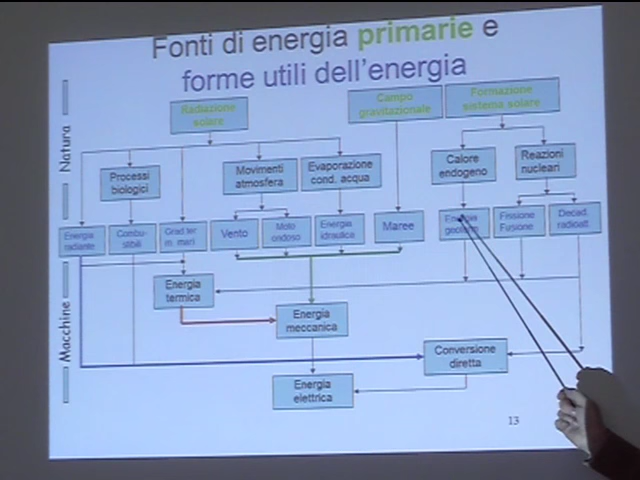 Fonti di energia primarie e
forme utili dell'energia
Radiazione
solare
Campo
gravitazionale
Formazione
sistema solare
Natura
Processi
biologici
Movimenti
atmosfera
Evaporazione
cond. acqua
Calore
endogeno
Reazioni
nucleari
Energia
radiante
Combu-
stibili
Grad.ter
in. mari
Vento
Moto
ondoso
Energia
idraulica
Maree
Energia
Fissione
Fusione
Decad.
radioatt.
Macchine
Energia
termica
Energia
meccanica
Conversione
diretta
Energia
elettrica
13